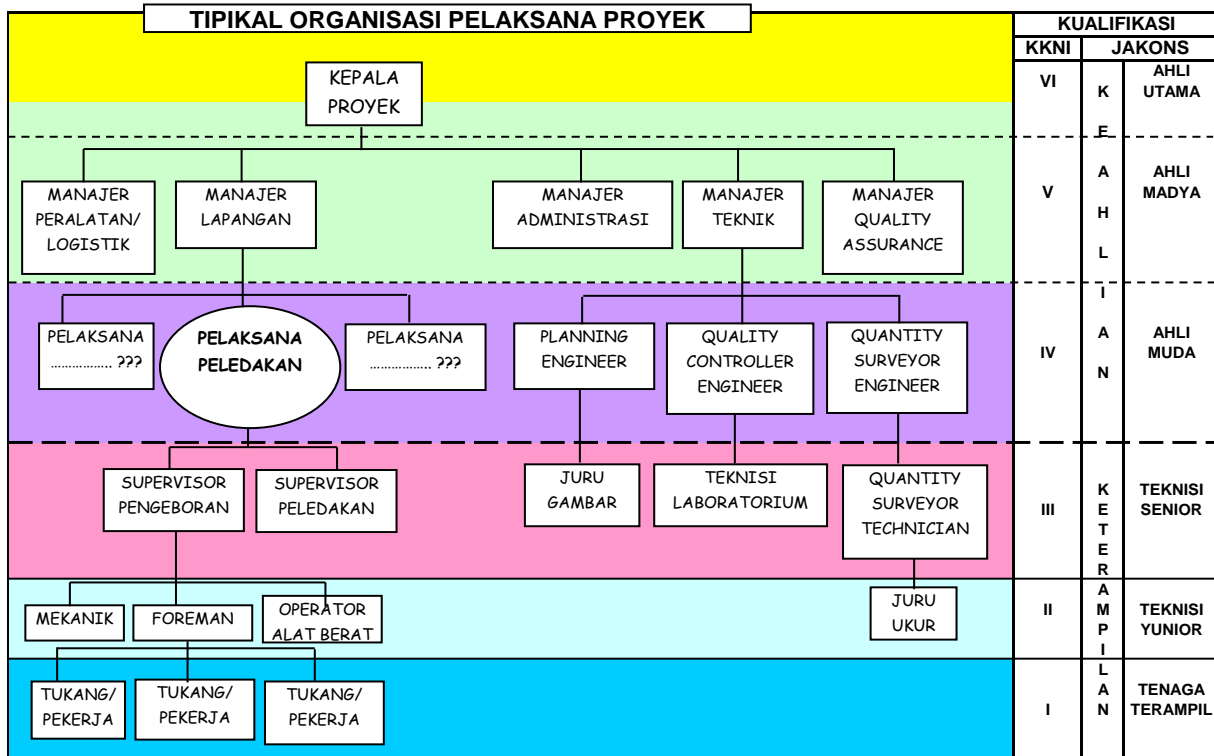 TIPIKAL ORGANISASI PELAKSANA PROYEK
KUALIFIKASI
KKNI
JAKONS
KEPALA
PROYEK
VI
AHLI
UTAMA
MANAJER
PERALATAN/
LOGISTIK
MANAJER
LAPANGAN
MANAJER
ADMINISTRASI
MANAJER
TEKNIK
MANAJER
QUALITY
ASSURANCE
V
AHLI
MADYA
K
E
A
H
L
I
A
N
PELAKSANA
................. ???
PELAKSANA
PELEDAKAN
PELAKSANA
................. ???
PLANNING
ENGINEER
QUALITY
CONTROLLER
ENGINEER
QUANTITY
SURVEYOR
ENGINEER
IV
AHLI
MUDA
SUPERVISOR
PENGEBORAN
SUPERVISOR
PELEDAKAN
JURU
GAMBAR
TEKNISI
LABORATORIUM
QUANTITY
SURVEYOR
TECHNICIAN
III
TEKNISI
SENIOR
K
E
T
E
R
A
M
P
I
L
A
N
MEKANIK
FOREMAN
OPERATOR
ALAT BERAT
JURU
UKUR
II
TEKNISI
YUNIOR
TUKANG/
PEKERJA
TUKANG/
PEKERJA
TUKANG/
PEKERJA
I
TENAGA
TERAMPIL